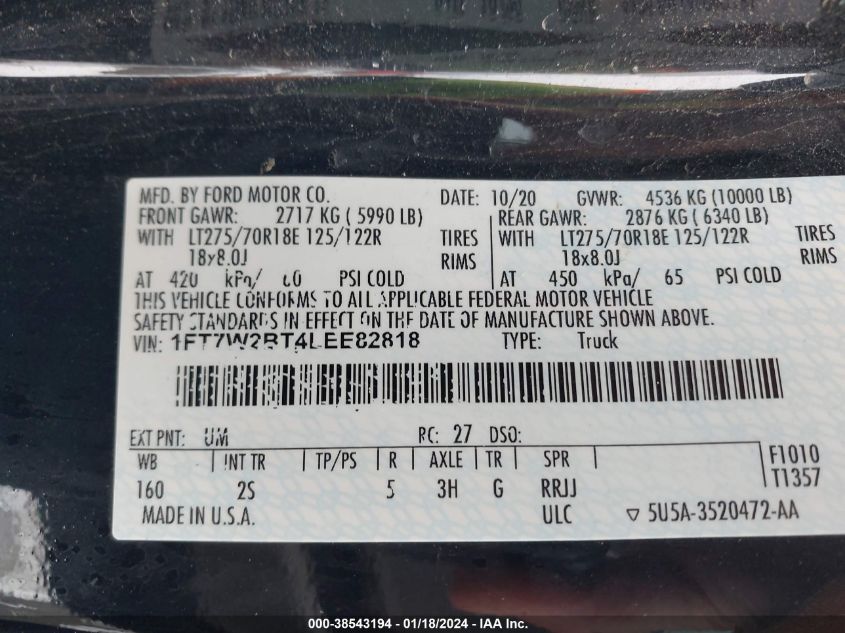 MFD. BY FORD MOTOR CO. DATE: 10/20 GVWR: 4536 KG (10000 LB)
FRONT GAWR: 2717 KG ( 5990 LB) REAR GAWR: 2876 KG ( 6340 LB)
WITH LT275/70R18E 125/122R TIRES WITH LT275/70R18E 125/122R TIRES
18x8.0J RIMS 18x8.0J RIMS
AT 420 kPa/ 60 PSI COLD AT 450 kPa/ 65 PSI COLD
THIS VEHICLE CONFORMS TO ALL APPLICABLE FEDERAL MOTOR VEHICLE
SAFETY STANDARDS IN EFFECT ON THE DATE OF MANUFACTURE SHOWN ABOVE.
VIN: 1FT7W2BT4LEE82818 TYPE: Truck
EXT PNT: UM RC: 27 DSO:
WB INT TR TP/PS R AXLE TR SPR F1010
160 2S 5 3H G RRJJ T1357
MADE IN U.S.A. ULC ▽ 5U5A-3520472-AA
000-38543194 - 01/18/2024 - IAA Inc.